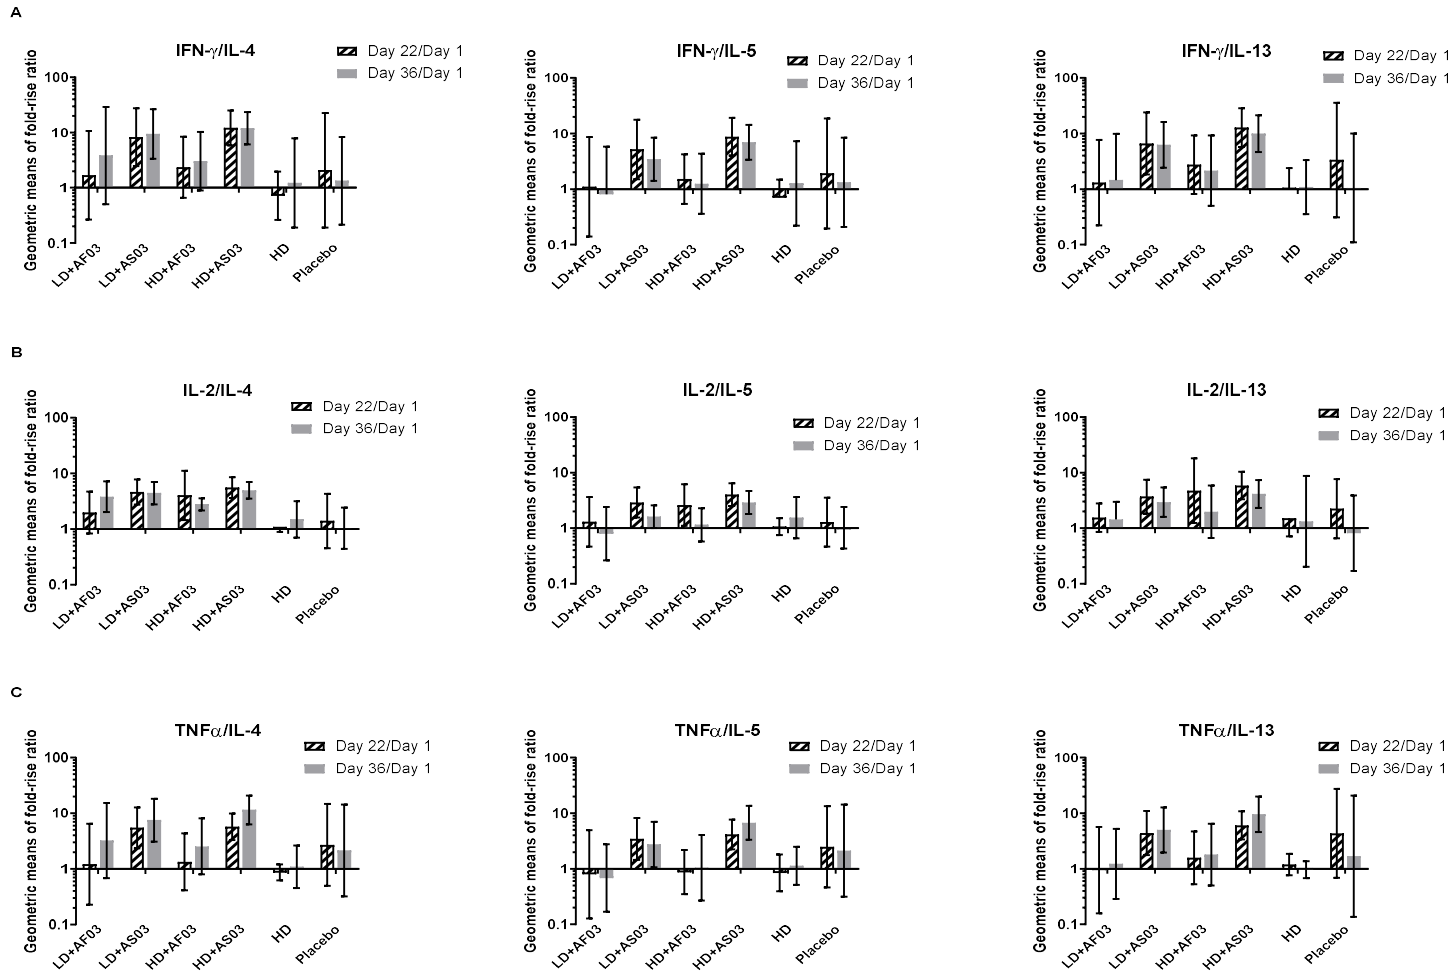 A
IFN-γ/IL-4
Day 22/Day 1
Day 36/Day 1
Geometric means of fold-rise ratio
100
10
1
0.1
LD+AF03
LD+AS03
HD+AF03
HD+AS03
HD
Placebo
IFN-γ/IL-5
Day 22/Day 1
Day 36/Day 1
Geometric means of fold-rise ratio
100
10
1
0.1
LD+AF03
LD+AS03
HD+AF03
HD+AS03
HD
Placebo
IFN-γ/IL-13
Day 22/Day 1
Day 36/Day 1
Geometric means of fold-rise ratio
100
10
1
0.1
LD+AF03
LD+AS03
HD+AF03
HD+AS03
HD
Placebo
B
IL-2/IL-4
Day 22/Day 1
Day 36/Day 1
Geometric means of fold-rise ratio
100
10
1
0.1
LD+AF03
LD+AS03
HD+AF03
HD+AS03
HD
Placebo
IL-2/IL-5
Day 22/Day 1
Day 36/Day 1
Geometric means of fold-rise ratio
100
10
1
0.1
LD+AF03
LD+AS03
HD+AF03
HD+AS03
HD
Placebo
IL-2/IL-13
Day 22/Day 1
Day 36/Day 1
Geometric means of fold-rise ratio
100
10
1
0.1
LD+AF03
LD+AS03
HD+AF03
HD+AS03
HD
Placebo
C
TNFα/IL-4
Day 22/Day 1
Day 36/Day 1
Geometric means of fold-rise ratio
100
10
1
0.1
LD+AF03
LD+AS03
HD+AF03
HD+AS03
HD
Placebo
TNFα/IL-5
Day 22/Day 1
Day 36/Day 1
Geometric means of fold-rise ratio
100
10
1
0.1
LD+AF03
LD+AS03
HD+AF03
HD+AS03
HD
Placebo
TNFα/IL-13
Day 22/Day 1
Day 36/Day 1
Geometric means of fold-rise ratio
100
10
1
0.1
LD+AF03
LD+AS03
HD+AF03
HD+AS03
HD
Placebo